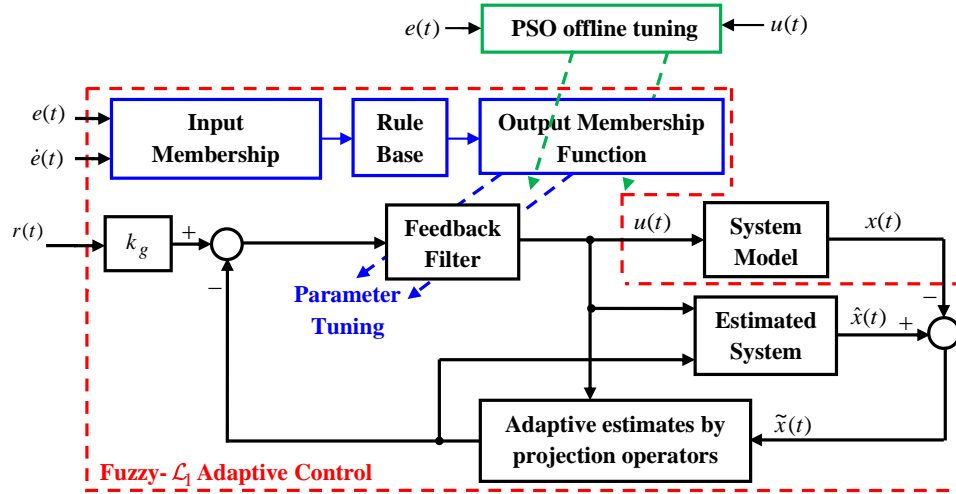 e(t)
PSO offline tuning
u(t)
e(t)
ė(t)
Input
Membership
Rule
Base
Output Membership
Function
r(t)
k_g
+
−
Feedback
Filter
u(t)
System
Model
x(t)
Parameter
Tuning
−
Estimated
System
x̂(t)
+
Adaptive estimates by
projection operators
x̃(t)
Fuzzy- ℒ₁ Adaptive Control